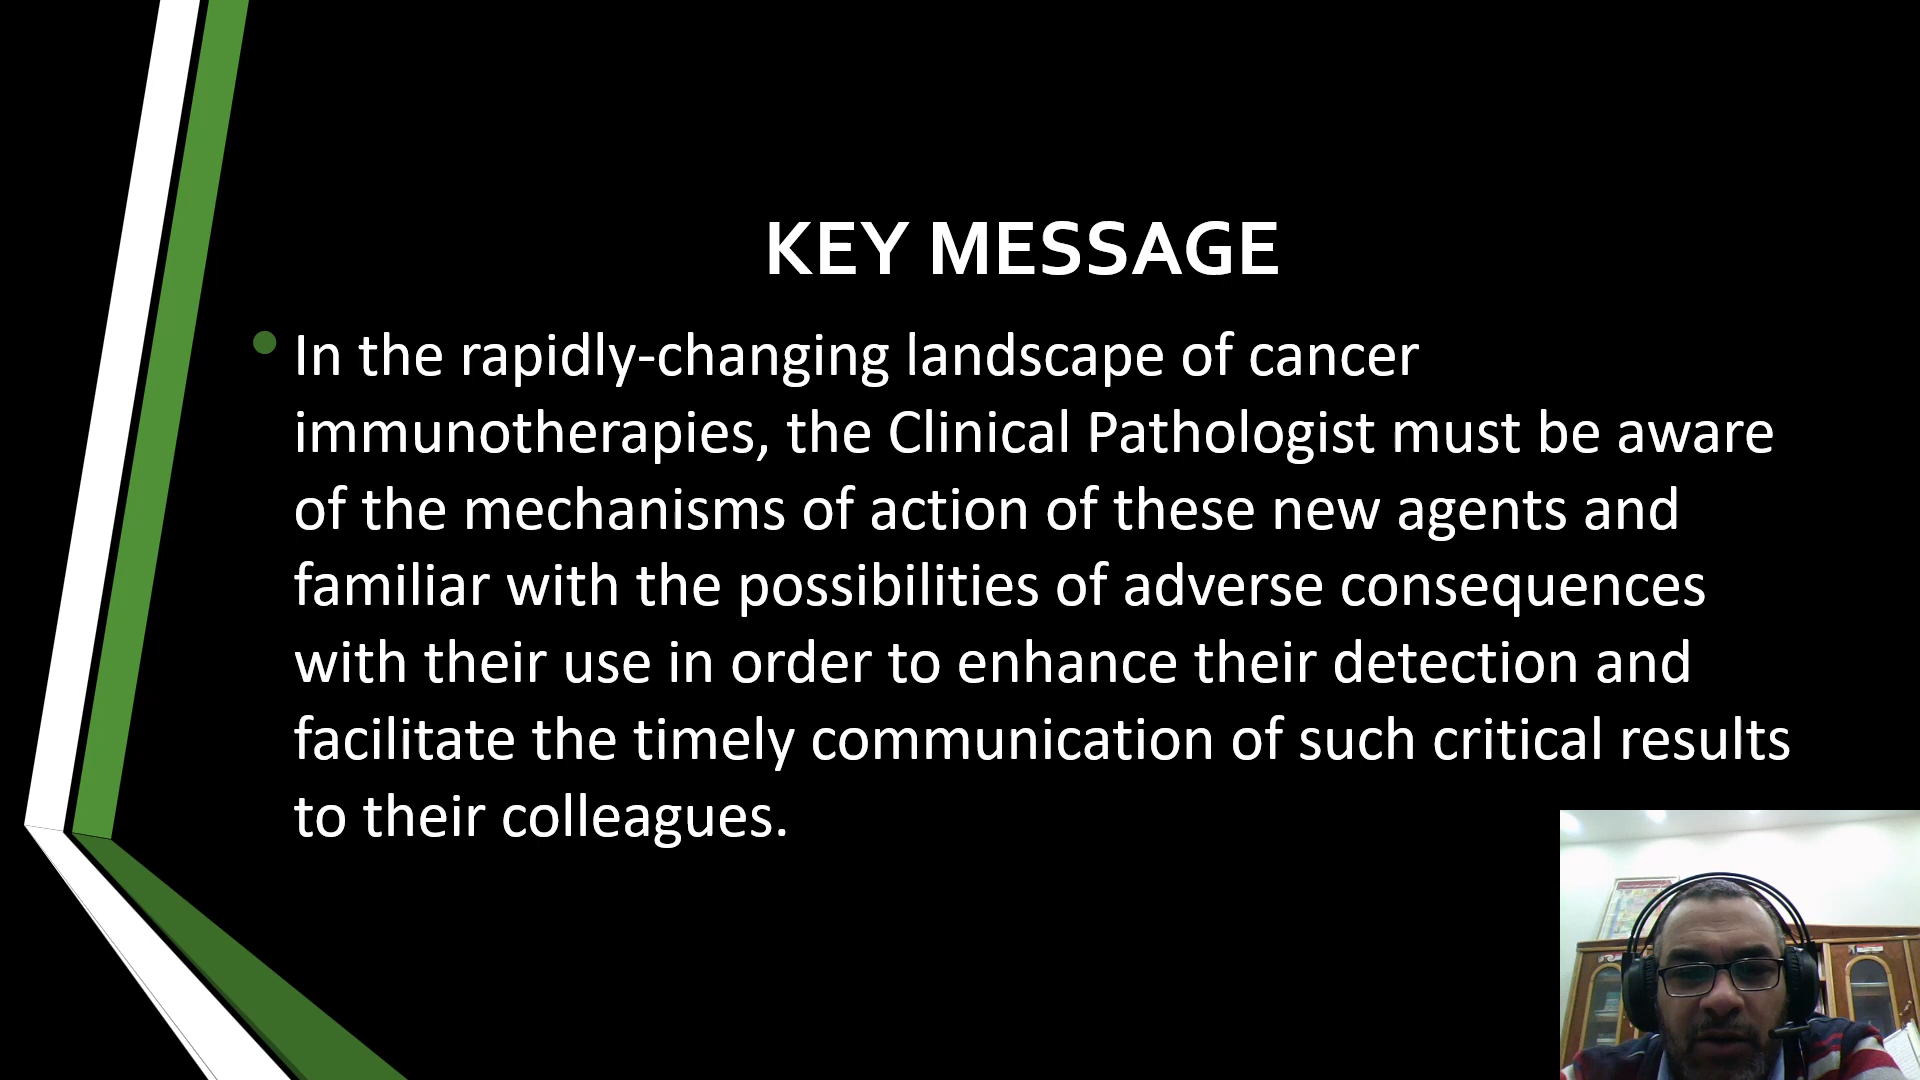 KEY MESSAGE
In the rapidly-changing landscape of cancer
immunotherapies, the Clinical Pathologist must be aware
of the mechanisms of action of these new agents and
familiar with the possibilities of adverse consequences
with their use in order to enhance their detection and
facilitate the timely communication of such critical results
to their colleagues.